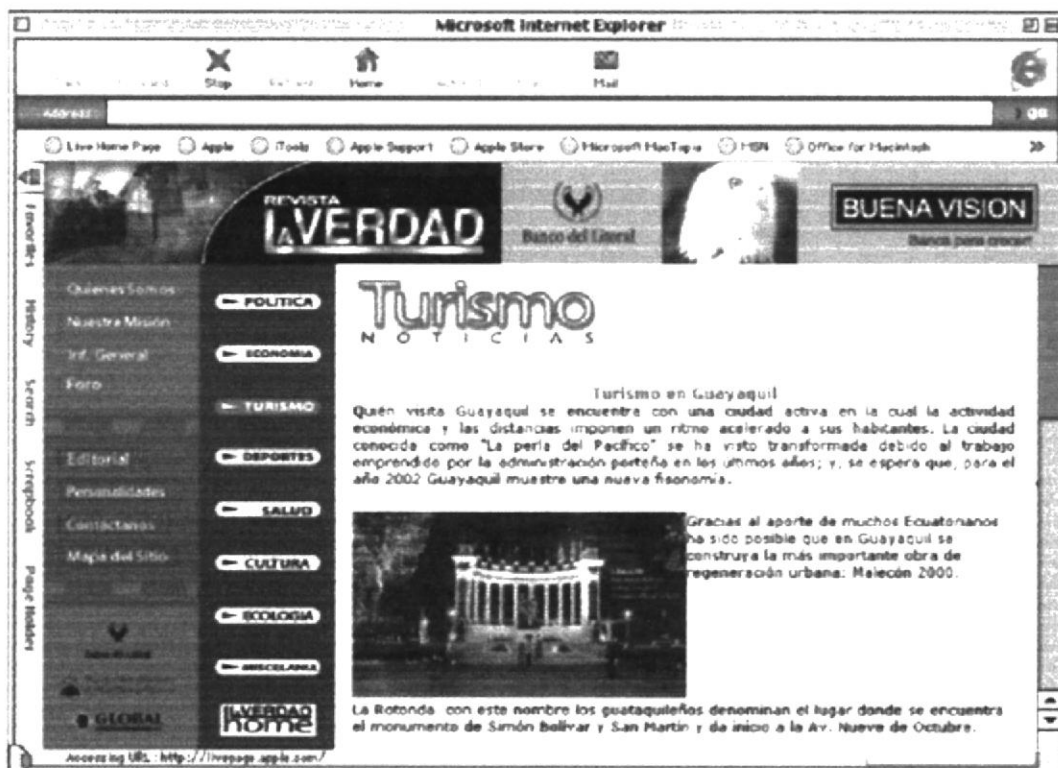 Microsoft Internet Explorer
Stop Home Mail
Address go
Live Home Page Apple iTools Apple Support Apple Store Microsoft MacTopia MSN Office for Macintosh
Favorites
History
Search
Scrapbook
Page Holder
REVISTA
LA VERDAD
Banco del Litoral
BUENA VISION
Quienes Somos
Nuestra Misión
Inf. General
Foro
Editorial
Personalidades
Contáctanos
Mapa del Sitio
GLOBAL
POLITICA
ECONOMIA
TURISMO
DEPORTES
SALUD
CULTURA
ECOLOGIA
MISCELANIA
LA VERDAD
home
Turismo
NOTICIAS
Turismo en Guayaquil
Quién visita Guayaquil se encuentra con una ciudad activa en la cual la actividad
económica y las distancias imponen un ritmo acelerado a sus habitantes. La ciudad
conocida como "La perla del Pacífico" se ha visto transformada debido al trabajo
emprendido por la administración porteña en los últimos años; y, se espera que, para el
año 2002 Guayaquil muestre una nueva fisonomía.
Gracias al aporte de muchos Ecuatorianos
ha sido posible que en Guayaquil se
construya la más importante obra de
regeneración urbana: Malecón 2000.
La Rotonda con este nombre los guataquileños denominan el lugar donde se encuentra
el monumento de Simón Bolívar y San Martín y da inicio a la Av. Nueve de Octubre.
Accessing URL: http://livepage.apple.com/